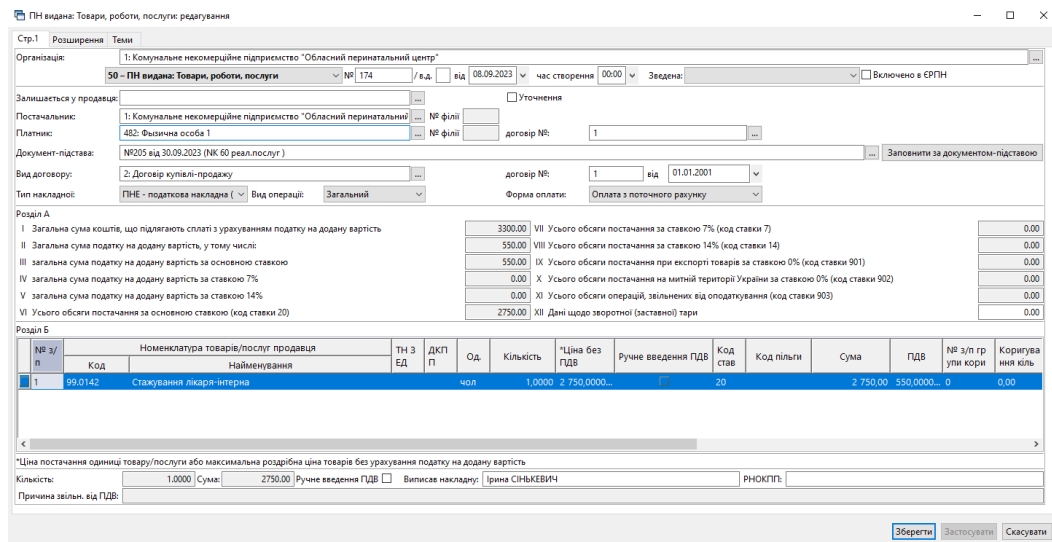 ПН видана: Товари, роботи, послуги: редагування
Стр.1 Розширення Теми
Організація: 1: Комунальне некомерційне підприємство "Обласний перинатальний центр" ...
50 – ПН видана: Товари, роботи, послуги № 174 / в.д. від 08.09.2023 час створення 00:00 Зведена: Включено в ЄРПН
Залишається у продавця: ... Уточнення
Постачальник: 1: Комунальне некомерційне підприємство "Обласний перинатальний ... № філії
Платник: 482: Фызична особа 1 ... № філії договір №: 1 ...
Документ-підстава: №205 від 30.09.2023 (NK 60 реал.послуг ) ... Заповнити за документом-підставою
Вид договору: 2: Договір купівлі-продажу ... договір №: 1 від 01.01.2001
Тип накладної: ПНЕ - податкова накладна ( Вид операції: Загальний Форма оплати: Оплата з поточного рахунку
Розділ А
I Загальна сума коштів, що підлягають сплаті з урахуванням податку на додану вартість 3300.00 VII Усього обсяги постачання за ставкою 7% (код ставки 7) 0.00
II Загальна сума податку на додану вартість, у тому числі: 550.00 VIII Усього обсяги постачання за ставкою 14% (код ставки 14) 0.00
III загальна сума податку на додану вартість за основною ставкою 550.00 IX Усього обсяги постачання при експорті товарів за ставкою 0% (код ставки 901) 0.00
IV загальна сума податку на додану вартість за ставкою 7% 0.00 X Усього обсяги постачання на митній території України за ставкою 0% (код ставки 902) 0.00
V загальна сума податку на додану вартість за ставкою 14% 0.00 XI Усього обсяги операцій, звільнених від оподаткування (код ставки 903) 0.00
VI Усього обсяги постачання за основною ставкою (код ставки 20) 2750.00 XII Дані щодо зворотної (заставної) тари 0.00
Розділ Б
№ з/п Номенклатура товарів/послуг продавця ТН ЗЕД ДКПП Од. Кількість *Ціна без ПДВ Ручне введення ПДВ Код став Код пільги Сума ПДВ № з/п групи кори Коригування кіль
Код Найменування
1 99.0142 Стажування лікаря-інтерна чол 1,0000 2 750,0000... 20 2 750,00 550,0000... 0 0,00
*Ціна постачання одиниці товару/послуги або максимальна роздрібна ціна товарів без урахування податку на додану вартість
Кількість: 1.0000 Сума: 2750.00 Ручне введення ПДВ Виписав накладну: Ірина СІНЬКЕВИЧ РНОКПП:
Причина звільн. від ПДВ:
Зберегти Застосувати Скасувати